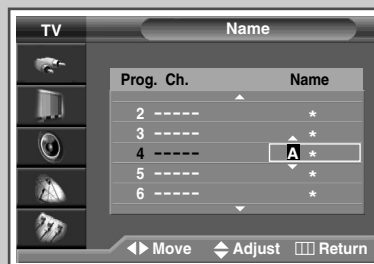 TV Name
Prog. Ch. Name
2 ----- *
3 ----- *
4 ----- A *
5 ----- *
6 ----- *
Move Adjust Return